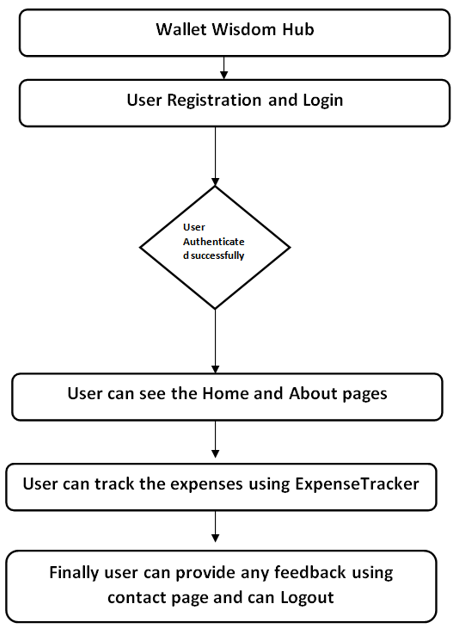 Wallet Wisdom Hub
User Registration and Login
User
Authenticate
d successfully
User can see the Home and About pages
User can track the expenses using ExpenseTracker
Finally user can provide any feedback using
contact page and can Logout